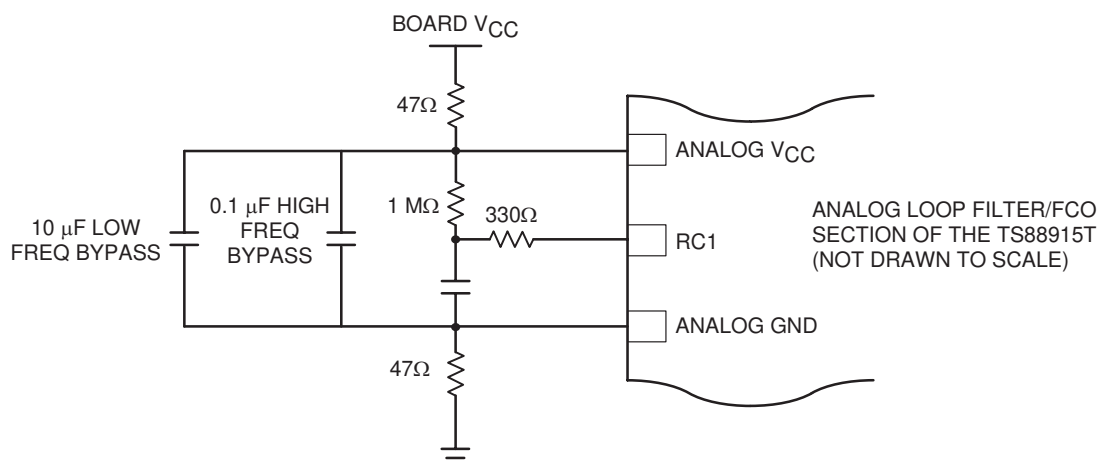 BOARD VCC
47Ω
ANALOG VCC
10 μF LOW
FREQ BYPASS
0.1 μF HIGH
FREQ
BYPASS
1 MΩ
330Ω
RC1
ANALOG LOOP FILTER/FCO
SECTION OF THE TS88915T
(NOT DRAWN TO SCALE)
ANALOG GND
47Ω